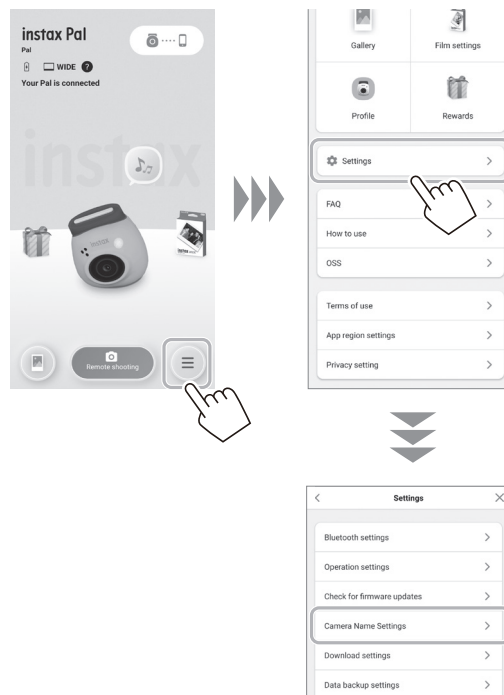 instax Pal
Pal
WIDE ?
Your Pal is connected
instax
instax
Remote shooting
Gallery
Film settings
Profile
Rewards
Settings
FAQ
How to use
OSS
Terms of use
App region settings
Privacy setting
Settings
Bluetooth settings
Operation settings
Check for firmware updates
Camera Name Settings
Download settings
Data backup settings